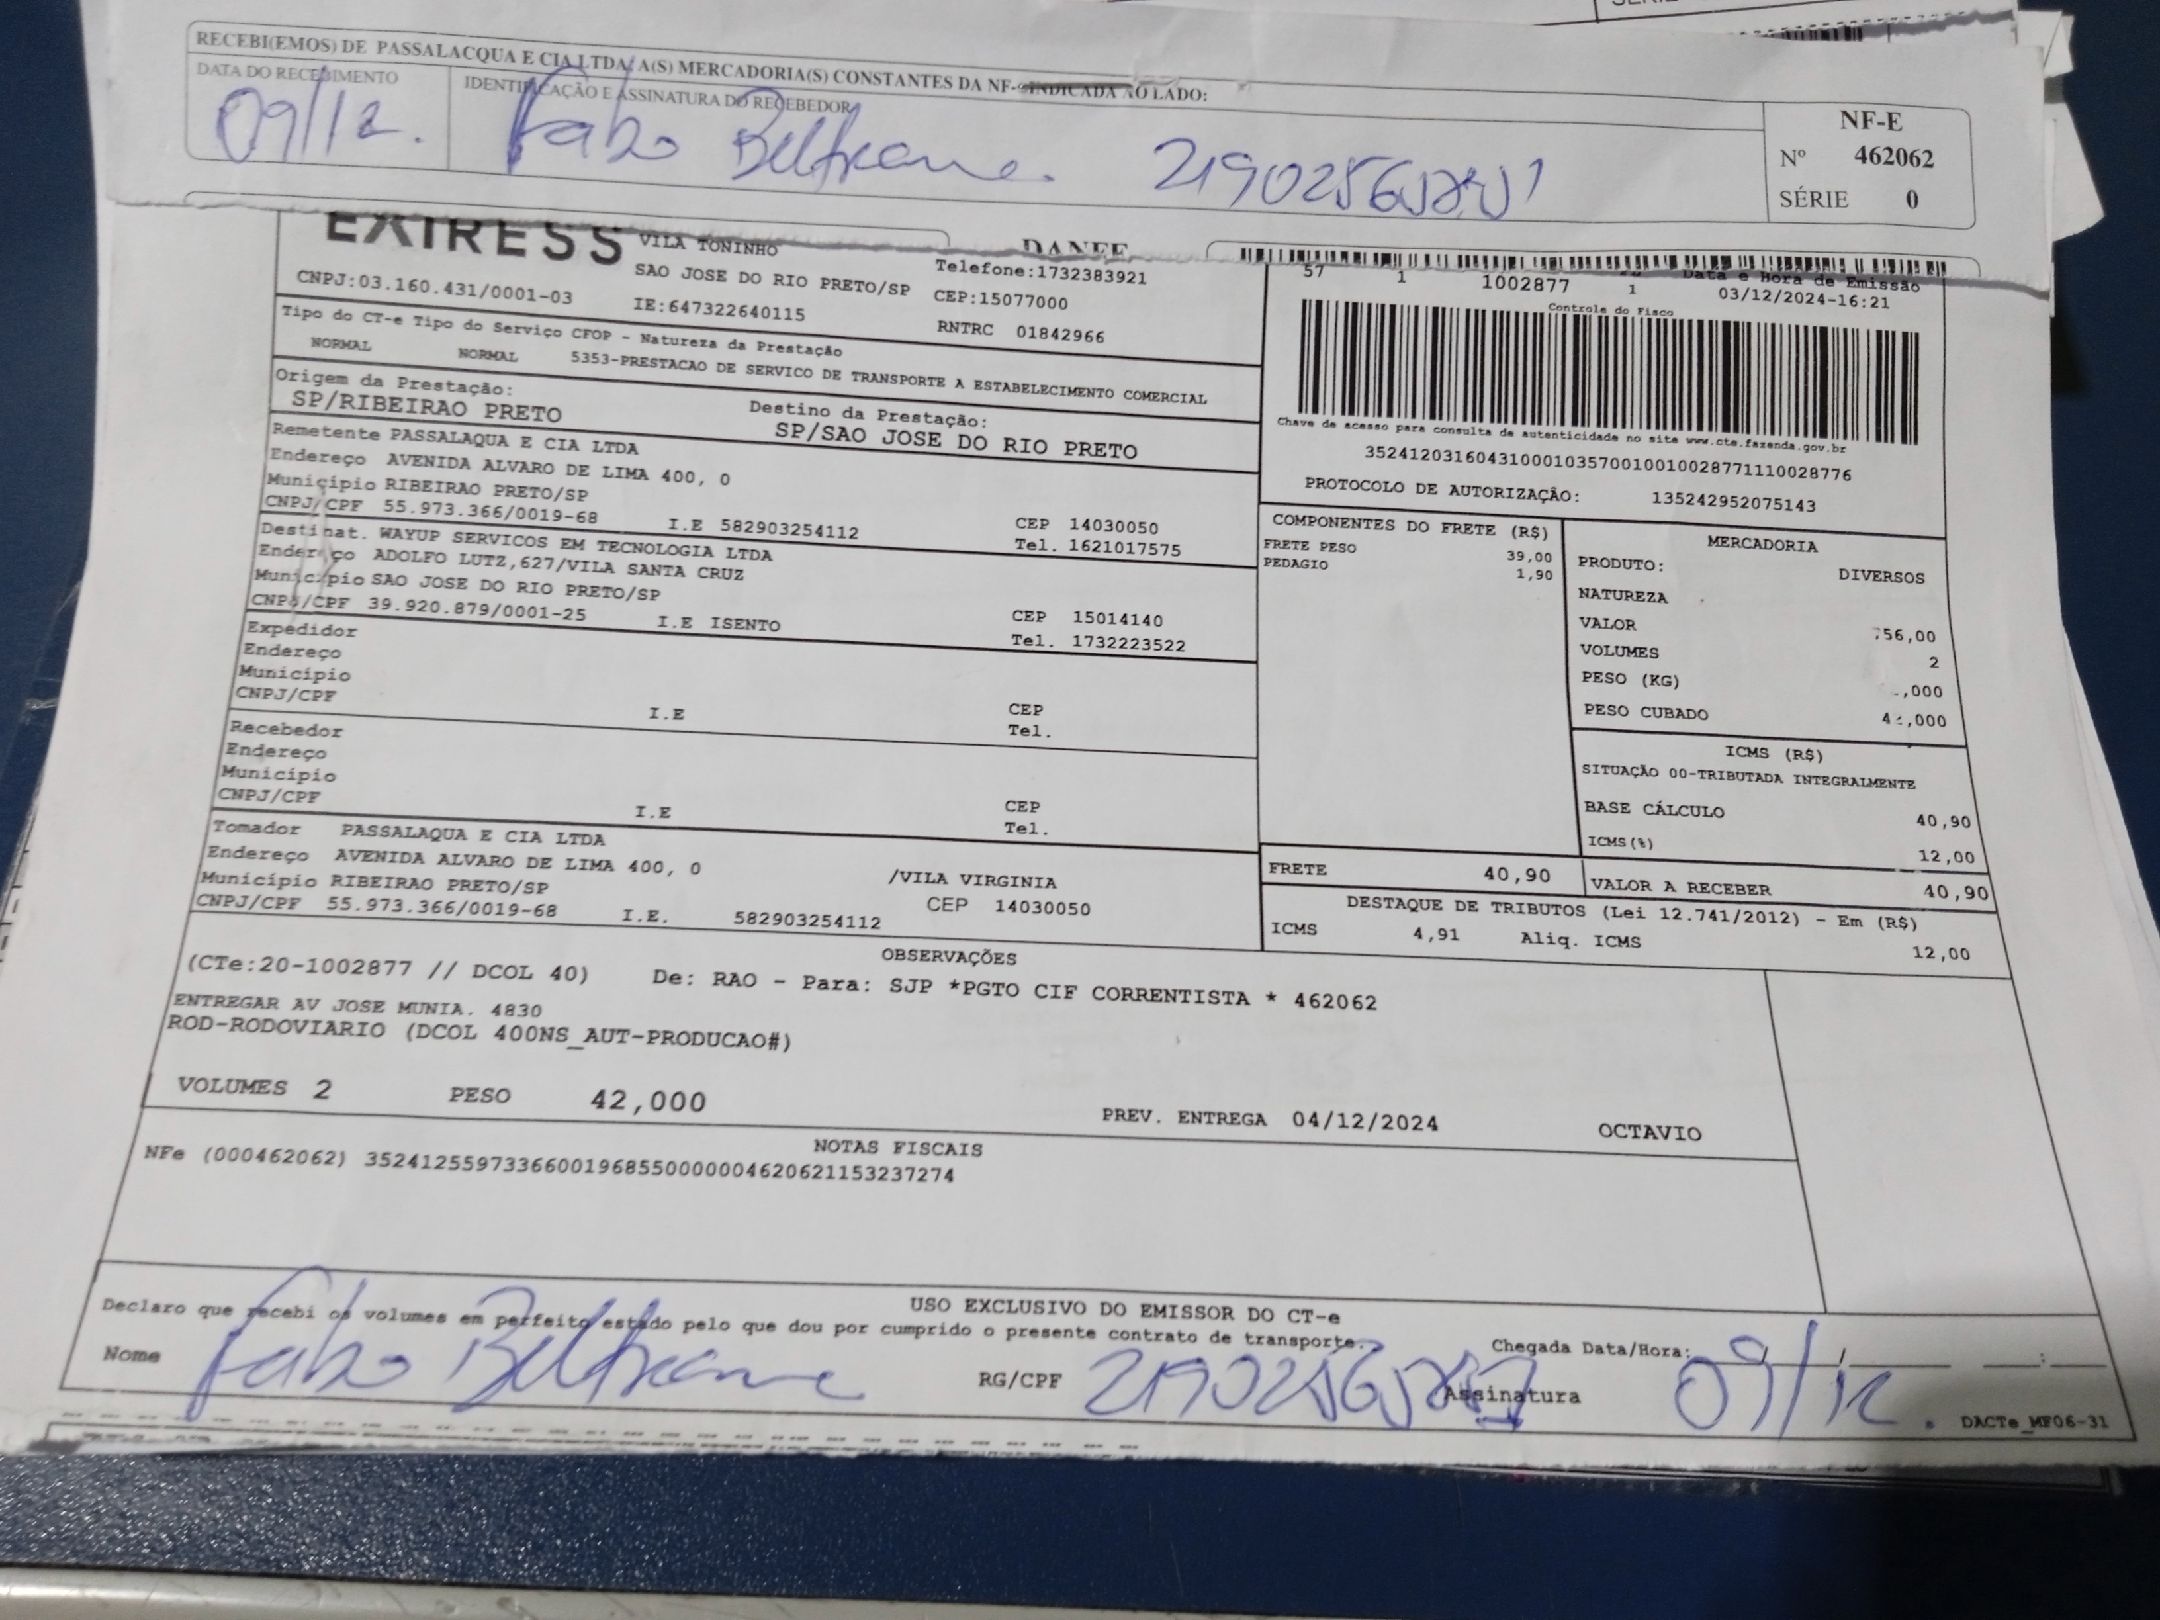 RECEBI(EMOS) DE PASSALACQUA E CIA LTDA/A(S) MERCADORIA(S) CONSTANTES DA NF- INDICADA AO LADO:
DATA DO RECEBIMENTO
IDENTIFICAÇÃO E ASSINATURA DO RECEBEDOR
09/12.
Fabio Beltrame.
NF-E
Nº 462062
SÉRIE 0
VILA TONINHO
DANFE
CNPJ:03.160.431/0001-03
SAO JOSE DO RIO PRETO/SP
IE:647322640115
Telefone:1732383921
CEP:15077000
RNTRC 01842966
57 1 1002877 1
Data e Hora de Emissão
03/12/2024-16:21
Controle do Fisco
Tipo do CT-e Tipo do Serviço CFOP - Natureza da Prestação
NORMAL NORMAL 5353-PRESTACAO DE SERVICO DE TRANSPORTE A ESTABELECIMENTO COMERCIAL
Origem da Prestação:
SP/RIBEIRAO PRETO
Destino da Prestação:
SP/SAO JOSE DO RIO PRETO
Chave de acesso para consulta de autenticidade no site www.cte.fazenda.gov.br
35241203160431000103570010010028771110028776
PROTOCOLO DE AUTORIZAÇÃO: 135242952075143
Remetente PASSALAQUA E CIA LTDA
Endereço AVENIDA ALVARO DE LIMA 400, 0
Município RIBEIRAO PRETO/SP
CEP 14030050
CNPJ/CPF 55.973.366/0019-68 I.E 582903254112
Tel. 1621017575
Destinat. WAYUP SERVICOS EM TECNOLOGIA LTDA
Endereço ADOLFO LUTZ,627/VILA SANTA CRUZ
Município SAO JOSE DO RIO PRETO/SP
CEP 15014140
CNPJ/CPF 39.920.879/0001-25 I.E ISENTO
Tel. 1732223522
Expedidor
Endereço
Município
CEP
CNPJ/CPF I.E
Tel.
Recebedor
Endereço
Município
CEP
CNPJ/CPF I.E
Tel.
Tomador PASSALAQUA E CIA LTDA
Endereço AVENIDA ALVARO DE LIMA 400, 0 /VILA VIRGINIA
Município RIBEIRAO PRETO/SP CEP 14030050
CNPJ/CPF 55.973.366/0019-68 I.E. 582903254112
COMPONENTES DO FRETE (R$)
FRETE PESO 39,00
PEDAGIO 1,90
MERCADORIA
PRODUTO: DIVERSOS
NATUREZA
VALOR 756,00
VOLUMES 2
PESO (KG) ,000
PESO CUBADO ,000
ICMS (R$)
SITUAÇÃO 00-TRIBUTADA INTEGRALMENTE
BASE CÁLCULO 40,90
ICMS(%) 12,00
FRETE 40,90
VALOR A RECEBER 40,90
DESTAQUE DE TRIBUTOS (Lei 12.741/2012) - Em (R$)
ICMS 4,91 Aliq. ICMS 12,00
OBSERVAÇÕES
(CTe:20-1002877 // DCOL 40) De: RAO - Para: SJP *PGTO CIF CORRENTISTA * 462062
ENTREGAR AV JOSE MUNIA. 4830
ROD-RODOVIARIO (DCOL 400NS_AUT-PRODUCAO#)
VOLUMES 2 PESO 42,000 PREV. ENTREGA 04/12/2024 OCTAVIO
NOTAS FISCAIS
NFe (000462062) 35241255973366001968550000004620621153237274
USO EXCLUSIVO DO EMISSOR DO CT-e
Declaro que recebi os volumes em perfeito estado pelo que dou por cumprido o presente contrato de transporte.
Chegada Data/Hora: __/__/____ __:__
Nome Fabio Beltrame
RG/CPF
Assinatura
09/12.
DACTe_MF06-31